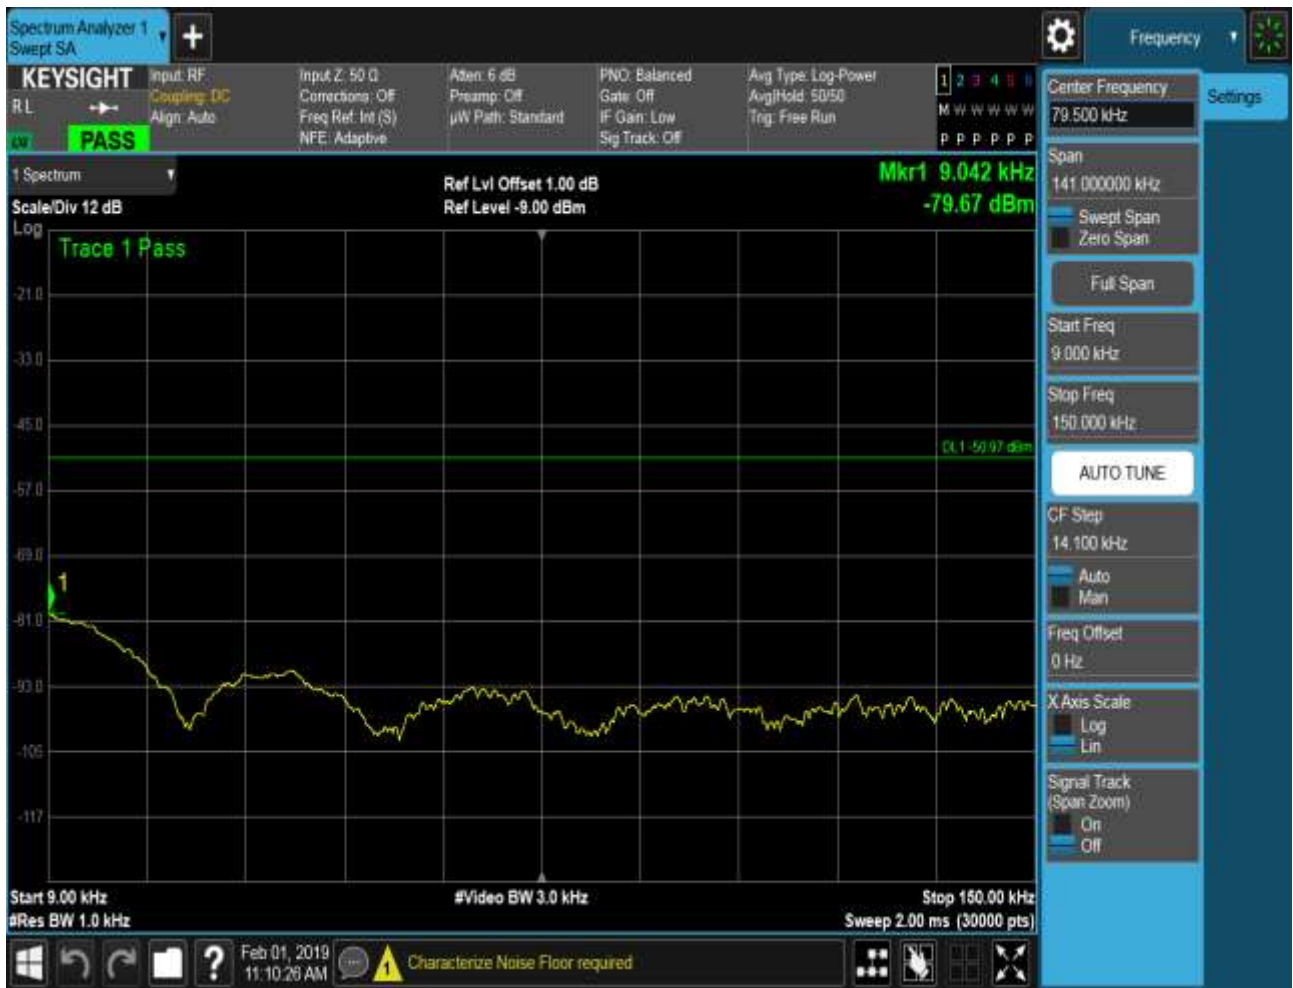 Spectrum Analyzer 1
Swept SA
Frequency
KEYSIGHT
R L
PASS
Input: RF
Coupling: DC
Align: Auto
Input Z: 50 Ω
Corrections: Off
Freq Ref: Int (S)
NFE: Adaptive
Atten: 6 dB
Preamp: Off
µW Path: Standard
PNO: Balanced
Gate: Off
IF Gain: Low
Sig Track: Off
Avg Type: Log-Power
Avg|Hold: 50/50
Trig: Free Run
1 2 3 4 5 6
M W W W W W
P P P P P P
1 Spectrum
Scale/Div 12 dB
Ref Lvl Offset 1.00 dB
Ref Level -9.00 dBm
Mkr1 9.042 kHz
-79.67 dBm
Log
Trace 1 Pass
-21.0
-33.0
-45.0
DL1 -50.97 dBm
-57.0
-69.0
1
-81.0
-93.0
-105
-117
Start 9.00 kHz
#Res BW 1.0 kHz
#Video BW 3.0 kHz
Stop 150.00 kHz
Sweep 2.00 ms (30000 pts)
Center Frequency
79.500 kHz
Settings
Span
141.000000 kHz
Swept Span
Zero Span
Full Span
Start Freq
9.000 kHz
Stop Freq
150.000 kHz
AUTO TUNE
CF Step
14.100 kHz
Auto
Man
Freq Offset
0 Hz
X Axis Scale
Log
Lin
Signal Track
(Span Zoom)
On
Off
?
Feb 01, 2019
11:10:26 AM
1
Characterize Noise Floor required